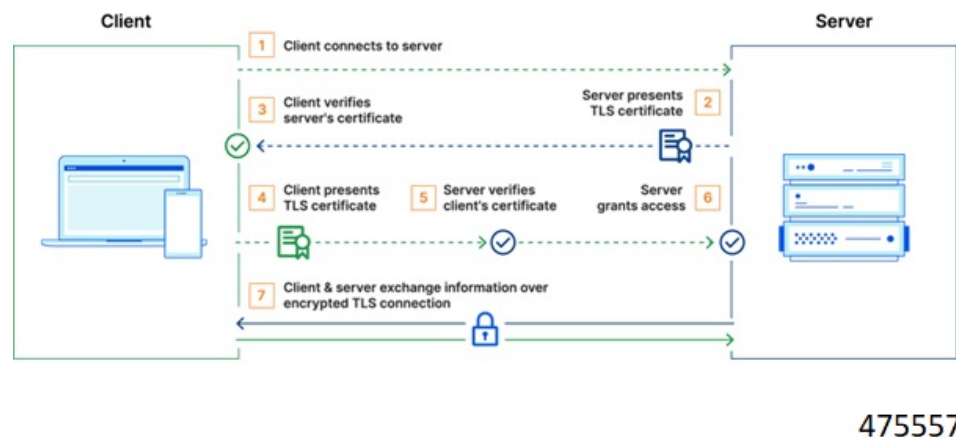 Client
Server
1
Client connects to server
Server presents
TLS certificate
2
3
Client verifies
server's certificate
4
Client presents
TLS certificate
5
Server verifies
client's certificate
Server
grants access
6
7
Client & server exchange information over
encrypted TLS connection
475557